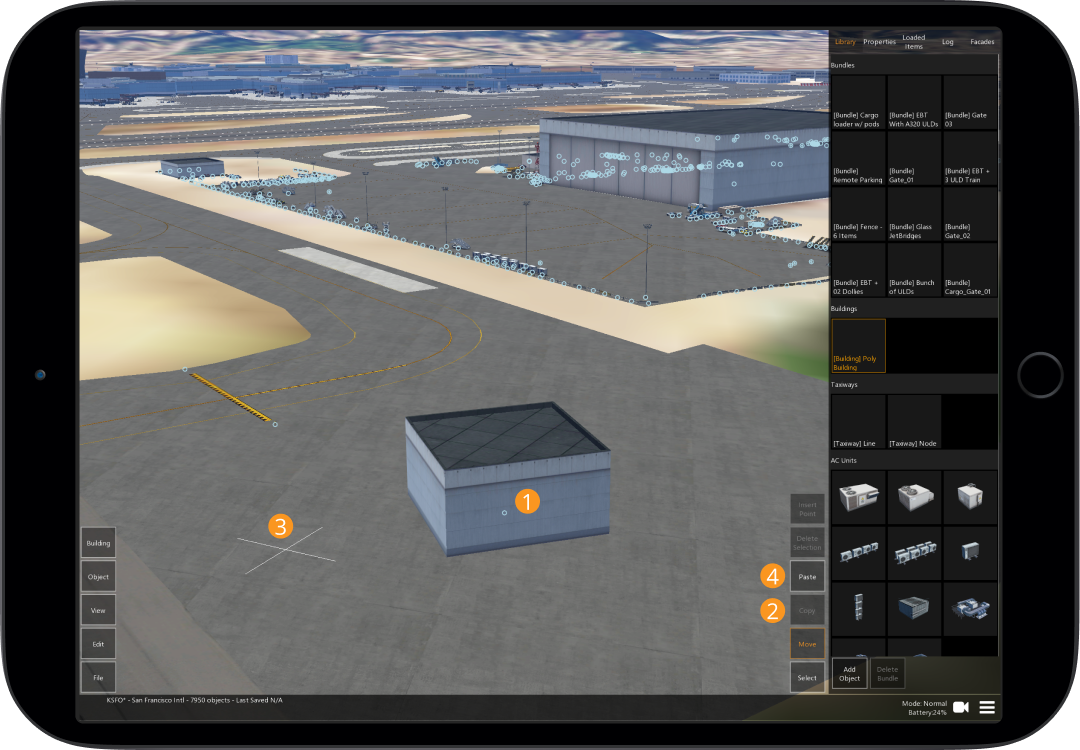 Library Properties Loaded Items Log Facades
Bundles
[Bundle] Cargo loader w/ pods
[Bundle] EBT With A320 ULDs
[Bundle] Gate 03
[Bundle] Remote Parking
[Bundle] Gate_01
[Bundle] EBT + 3 ULD Train
[Bundle] Fence - 6 Items
[Bundle] Glass JetBridges
[Bundle] Gate_02
[Bundle] EBT + 02 Dollies
[Bundle] Bunch of ULDs
[Bundle] Cargo_Gate_01
Buildings
[Building] Poly Building
Taxiways
[Taxiway] Line
[Taxiway] Node
AC Units
Add Object
Delete Bundle
1
3
Insert Point
Delete Selection
4 Paste
2 Copy
Move
Select
Building
Object
View
Edit
File
KSFO* - San Francisco Intl - 7950 objects - Last Saved N/A
Mode: Normal
Battery:24%